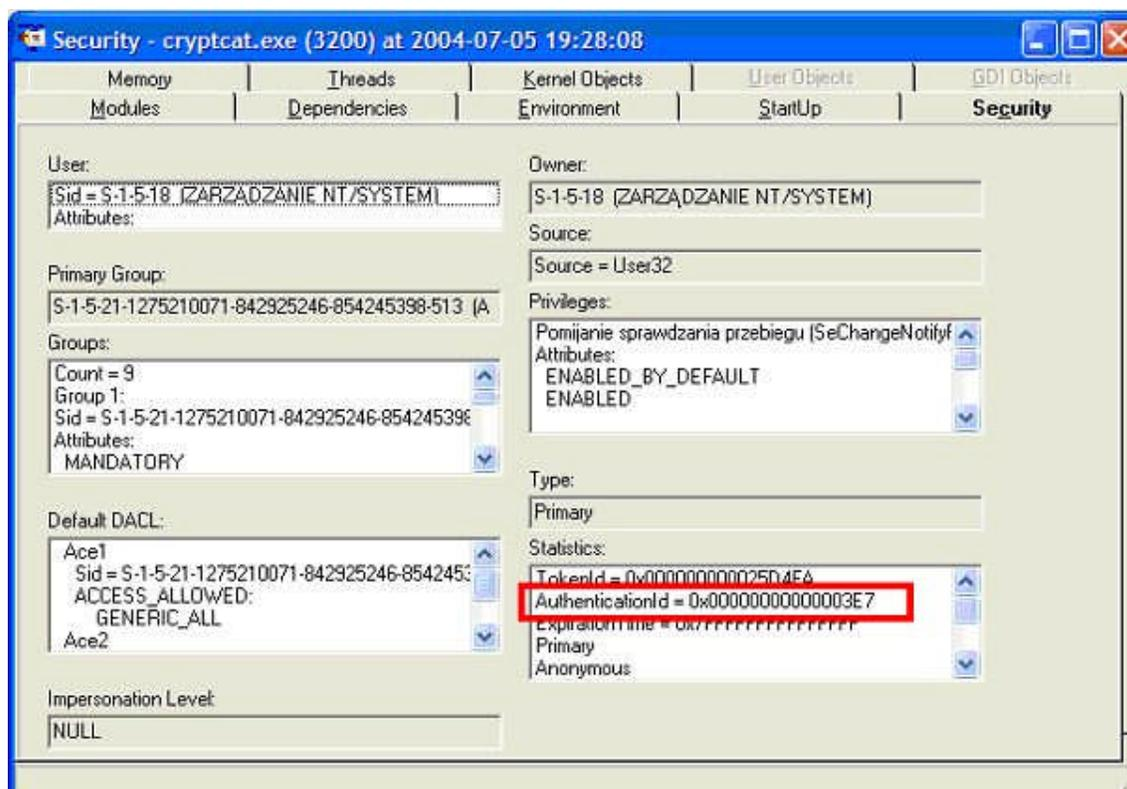 Security - cryptcat.exe (3200) at 2004-07-05 19:28:08
Memory Threads Kernel Objects User Objects GDI Objects
Modules Dependencies Environment StartUp Security
User:
Sid = S-1-5-18 (ZARZĄDZANIE NT/SYSTEM)
Attributes:
Primary Group:
S-1-5-21-1275210071-842925246-854245398-513 (A
Groups:
Count = 9
Group 1:
Sid = S-1-5-21-1275210071-842925246-854245398
Attributes:
MANDATORY
Default DACL:
Ace1
Sid = S-1-5-21-1275210071-842925246-8542453
ACCESS_ALLOWED:
GENERIC_ALL
Ace2
Impersonation Level:
NULL
Owner:
S-1-5-18 (ZARZĄDZANIE NT/SYSTEM)
Source:
Source = User32
Privileges:
Pomijanie sprawdzania przebiegu (SeChangeNotify
Attributes:
ENABLED_BY_DEFAULT
ENABLED
Type:
Primary
Statistics:
TokenId = 0x000000000025D4EA
AuthenticationId = 0x00000000000003E7
ExpirationTime = 0x7FFFFFFFFFFFFFFF
Primary
Anonymous